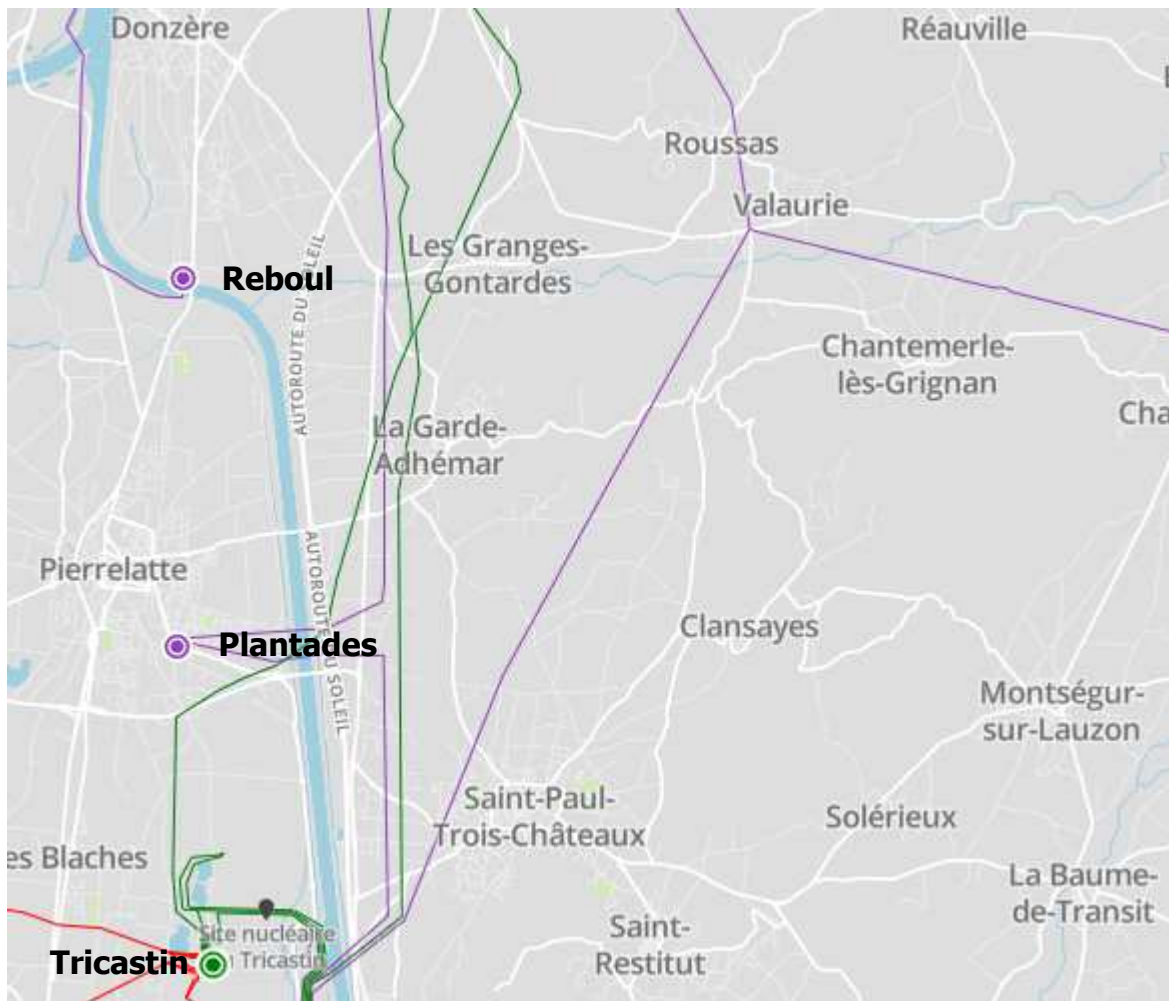 Donzère
Réauville
Roussas
Valaurie
Les Granges-
Gontardes
Reboul
AUTOROUTE DU SOLEIL
Chantemerle-
lès-Grignan
Cha
La Garde-
Adhémar
AUTOROUTE DU SOLEIL
Pierrelatte
Plantades
Clansayes
Montségur-
sur-Lauzon
Saint-Paul-
Trois-Châteaux
Solérieux
es Blaches
La Baume-
de-Transit
Site nucléaire
Tricastin
Saint-
Restitut
Tricastin